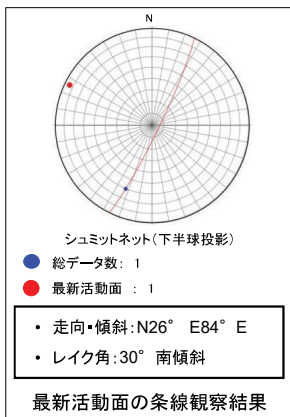 N
シュミットネット(下半球投影)
総データ数: 1
最新活動面 : 1
• 走向・傾斜:N26° E84° E
• レイク角:30° 南傾斜
最新活動面の条線観察結果